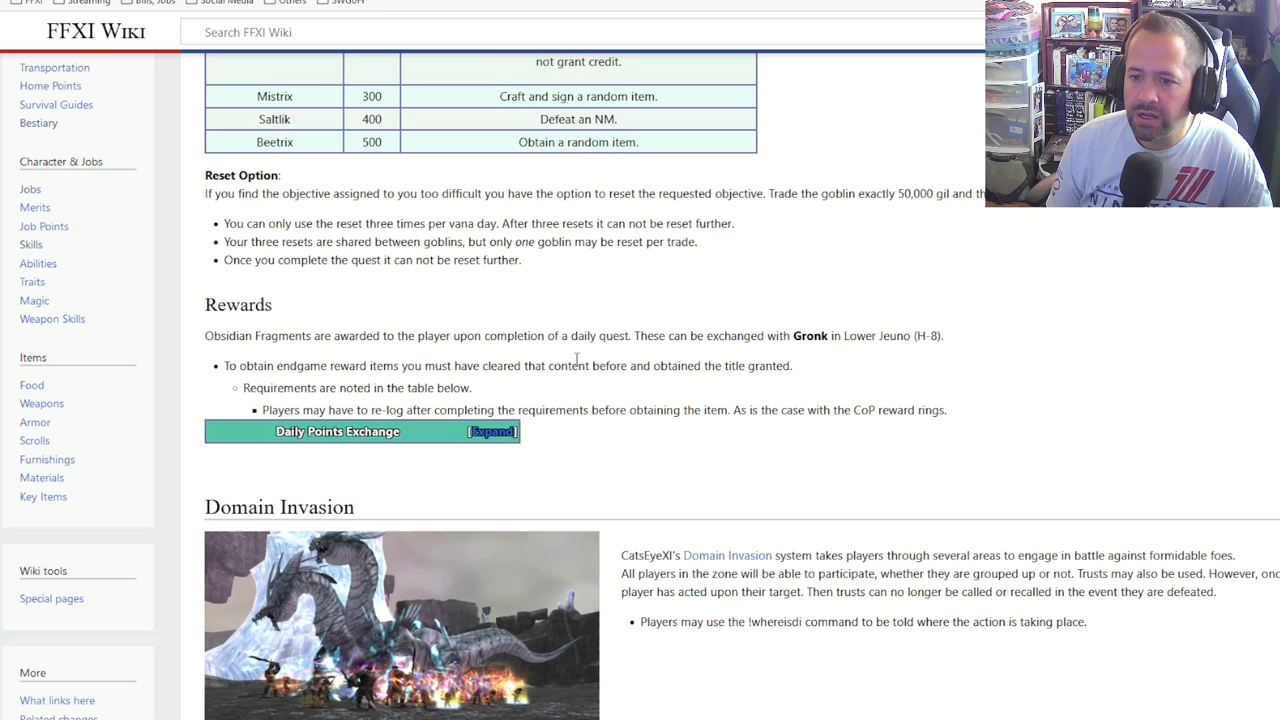 FFXI
Streaming
Bills, Jobs
Social Media
Others
SWGOH
FFXI WIKI
Search FFXI Wiki
Transportation
Home Points
Survival Guides
Bestiary
Character & Jobs
Jobs
Merits
Job Points
Skills
Abilities
Traits
Magic
Weapon Skills
Items
Food
Weapons
Armor
Scrolls
Furnishings
Materials
Key Items
Wiki tools
Special pages
More
What links here
Related changes
not grant credit.
Mistrix 300 Craft and sign a random item.
Saltlik 400 Defeat an NM.
Beetrix 500 Obtain a random item.
Reset Option:
If you find the objective assigned to you too difficult you have the option to reset the requested objective. Trade the goblin exactly 50,000 gil and th
• You can only use the reset three times per vana day. After three resets it can not be reset further.
• Your three resets are shared between goblins, but only one goblin may be reset per trade.
• Once you complete the quest it can not be reset further.
Rewards
Obsidian Fragments are awarded to the player upon completion of a daily quest. These can be exchanged with Gronk in Lower Jeuno (H-8).
• To obtain endgame reward items you must have cleared that content before and obtained the title granted.
Requirements are noted in the table below.
Players may have to re-log after completing the requirements before obtaining the item. As is the case with the CoP reward rings.
Daily Points Exchange [Expand]
Domain Invasion
CatsEyeXI's Domain Invasion system takes players through several areas to engage in battle against formidable foes.
All players in the zone will be able to participate, whether they are grouped up or not. Trusts may also be used. However, onc
player has acted upon their target. Then trusts can no longer be called or recalled in the event they are defeated.
• Players may use the !whereisdi command to be told where the action is taking place.